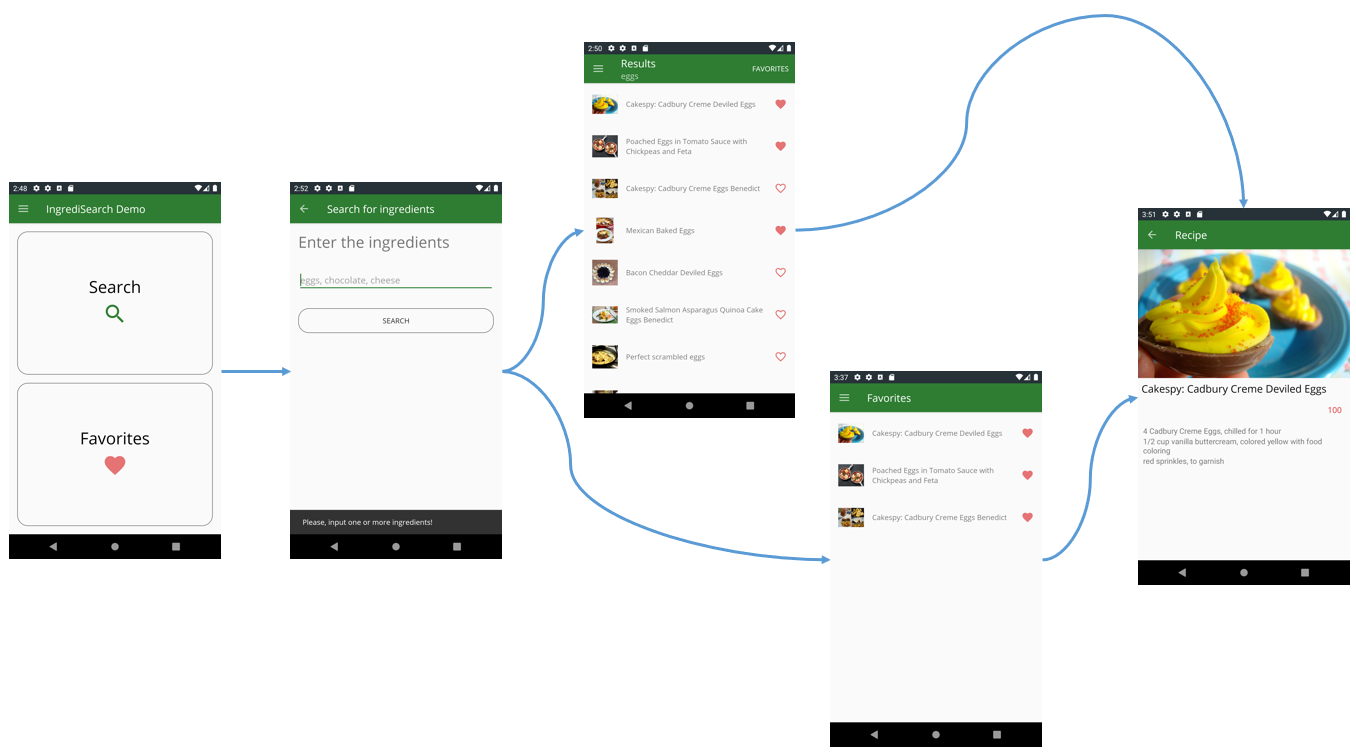 2:48
IngrediSearch Demo
Search
Favorites
2:52
Search for ingredients
Enter the ingredients
eggs, chocolate, cheese
SEARCH
Please, input one or more ingredients!
2:50
Results
eggs
FAVORITES
Cakespy: Cadbury Creme Deviled Eggs
Poached Eggs in Tomato Sauce with
Chickpeas and Feta
Cakespy: Cadbury Creme Eggs Benedict
Mexican Baked Eggs
Bacon Cheddar Deviled Eggs
Smoked Salmon Asparagus Quinoa Cake
Eggs Benedict
Perfect scrambled eggs
3:37
Favorites
Cakespy: Cadbury Creme Deviled Eggs
Poached Eggs in Tomato Sauce with
Chickpeas and Feta
Cakespy: Cadbury Creme Eggs Benedict
3:51
Recipe
Cakespy: Cadbury Creme Deviled Eggs
100
4 Cadbury Creme Eggs, chilled for 1 hour
1/2 cup vanilla buttercream, colored yellow with food
coloring
red sprinkles, to garnish